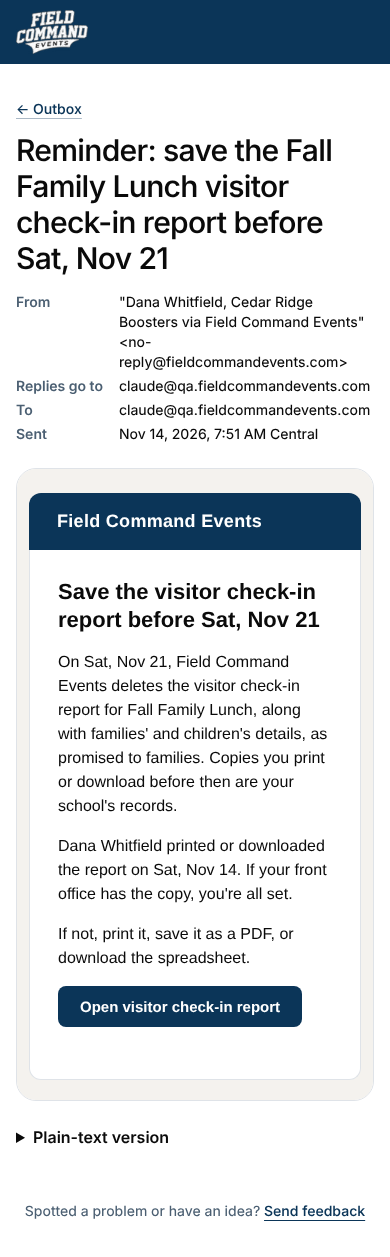 FIELD
COMMAND
EVENTS
← Outbox
Reminder: save the Fall
Family Lunch visitor
check-in report before
Sat, Nov 21
From "Dana Whitfield, Cedar Ridge
Boosters via Field Command Events"
<no-
reply@fieldcommandevents.com>
Replies go to claude@qa.fieldcommandevents.com
To claude@qa.fieldcommandevents.com
Sent Nov 14, 2026, 7:51 AM Central
Field Command Events
Save the visitor check-in
report before Sat, Nov 21
On Sat, Nov 21, Field Command
Events deletes the visitor check-in
report for Fall Family Lunch, along
with families' and children's details, as
promised to families. Copies you print
or download before then are your
school's records.
Dana Whitfield printed or downloaded
the report on Sat, Nov 14. If your front
office has the copy, you're all set.
If not, print it, save it as a PDF, or
download the spreadsheet.
Open visitor check-in report
▶ Plain-text version
Spotted a problem or have an idea? Send feedback